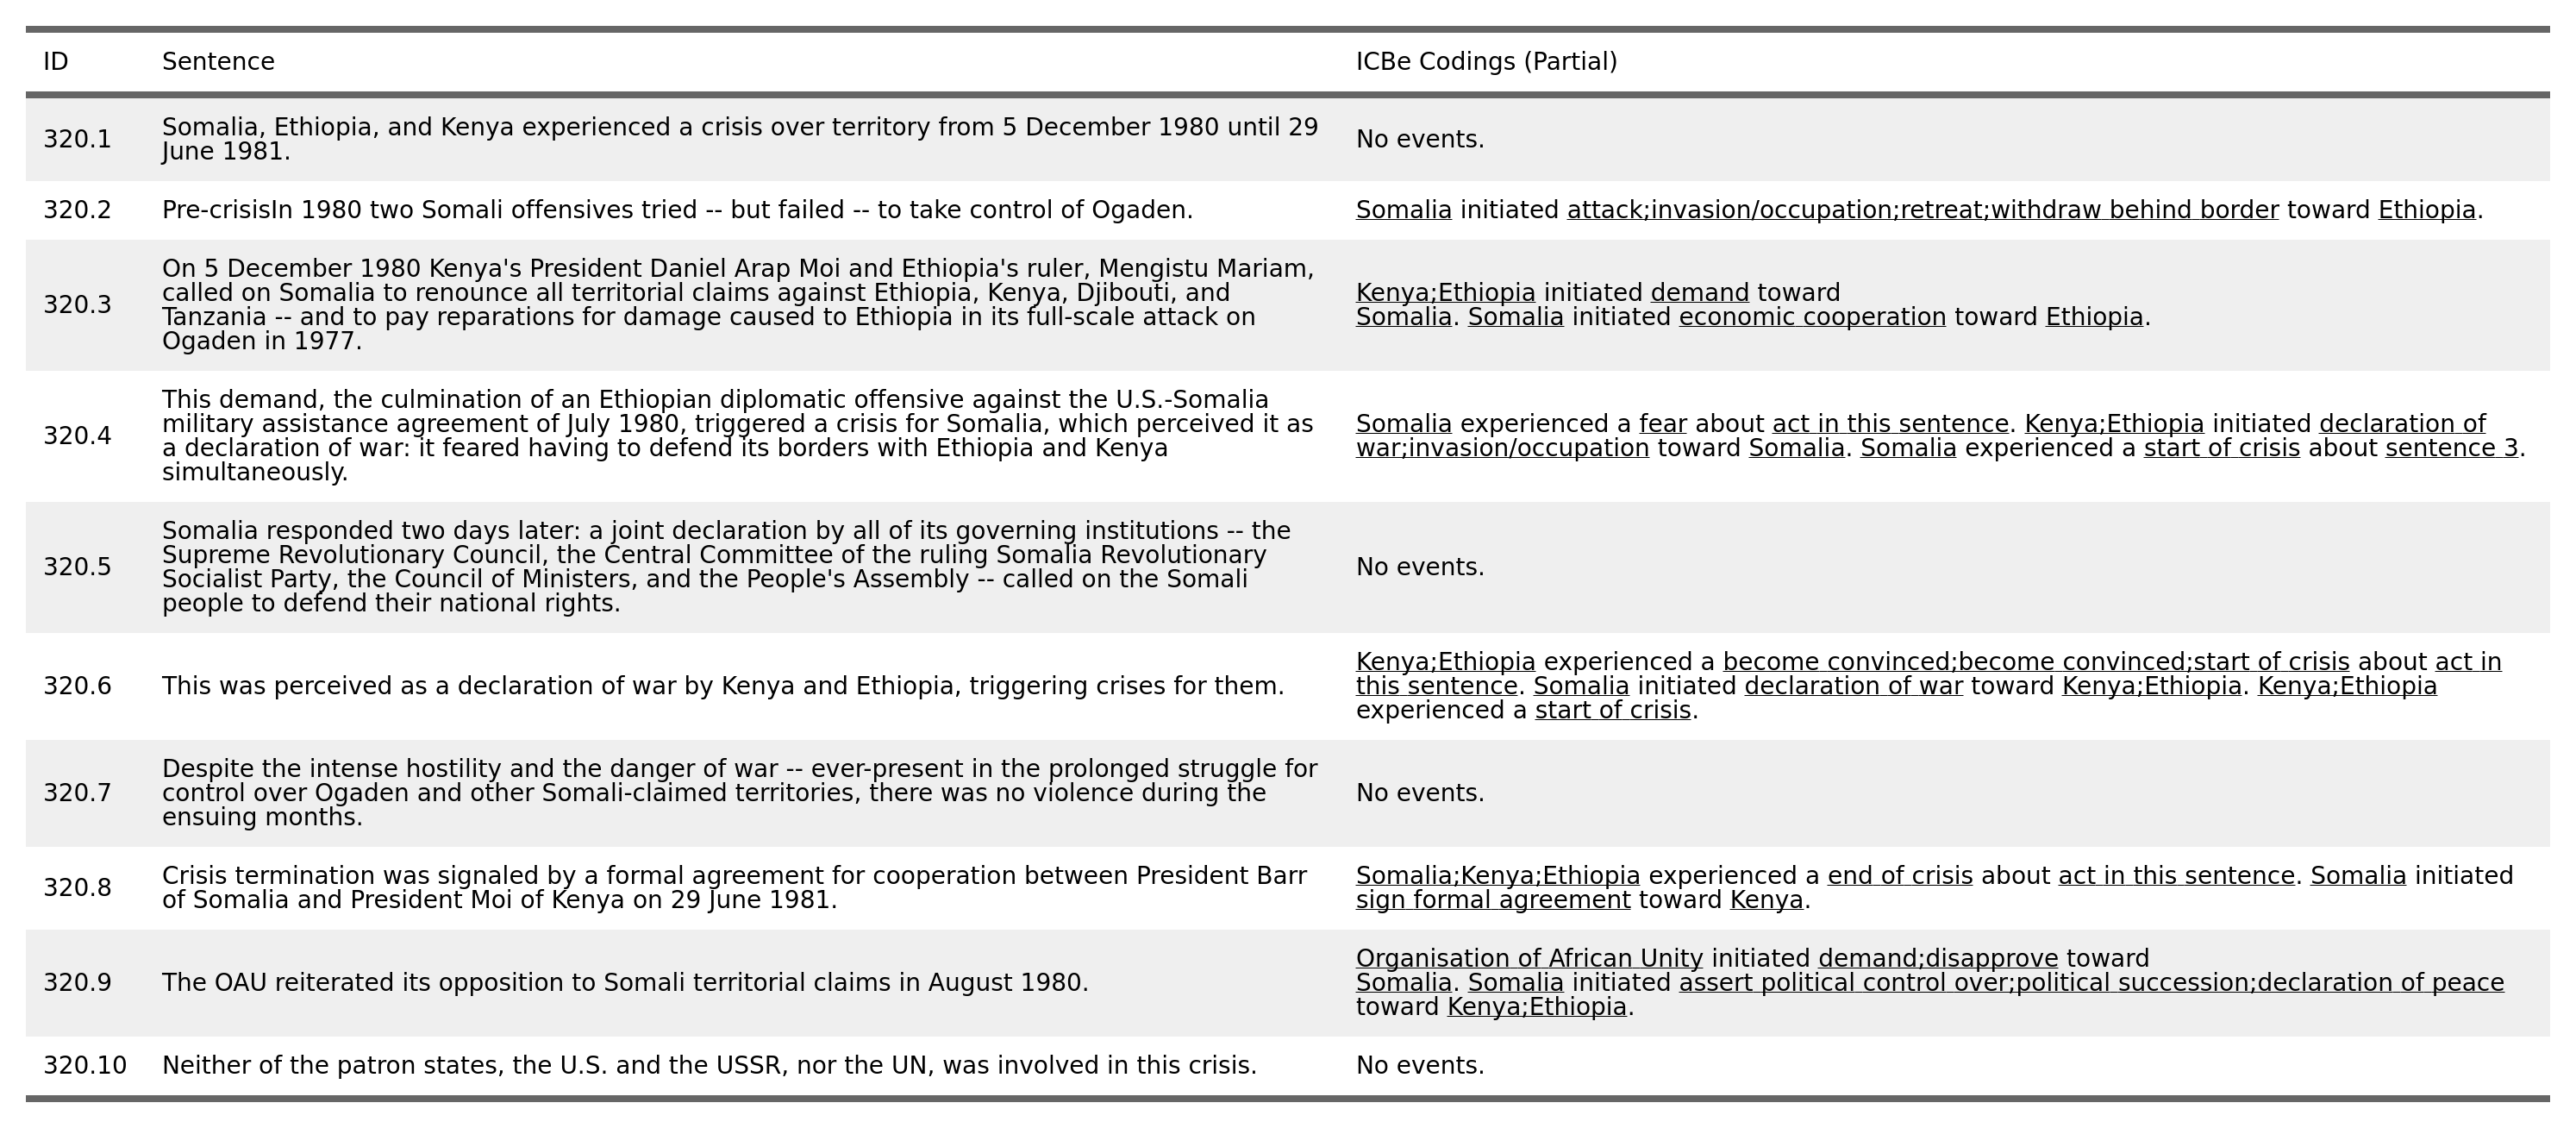 ID Sentence ICBe Codings (Partial)
320.1 Somalia, Ethiopia, and Kenya experienced a crisis over territory from 5 December 1980 until 29
June 1981.
No events.
320.2 Pre-crisisIn 1980 two Somali offensives tried -- but failed -- to take control of Ogaden. Somalia initiated attack;invasion/occupation;retreat;withdraw behind border toward Ethiopia.
320.3
On 5 December 1980 Kenya's President Daniel Arap Moi and Ethiopia's ruler, Mengistu Mariam,
called on Somalia to renounce all territorial claims against Ethiopia, Kenya, Djibouti, and
Tanzania -- and to pay reparations for damage caused to Ethiopia in its full-scale attack on
Ogaden in 1977.
Kenya;Ethiopia initiated demand toward
Somalia. Somalia initiated economic cooperation toward Ethiopia.
320.4
This demand, the culmination of an Ethiopian diplomatic offensive against the U.S.-Somalia
military assistance agreement of July 1980, triggered a crisis for Somalia, which perceived it as
a declaration of war: it feared having to defend its borders with Ethiopia and Kenya
simultaneously.
Somalia experienced a fear about act in this sentence. Kenya;Ethiopia initiated declaration of
war;invasion/occupation toward Somalia. Somalia experienced a start of crisis about sentence 3.
320.5
Somalia responded two days later: a joint declaration by all of its governing institutions -- the
Supreme Revolutionary Council, the Central Committee of the ruling Somalia Revolutionary
Socialist Party, the Council of Ministers, and the People's Assembly -- called on the Somali
people to defend their national rights.
No events.
320.6 This was perceived as a declaration of war by Kenya and Ethiopia, triggering crises for them.
Kenya;Ethiopia experienced a become convinced;become convinced;start of crisis about act in
this sentence. Somalia initiated declaration of war toward Kenya;Ethiopia. Kenya;Ethiopia
experienced a start of crisis.
320.7
Despite the intense hostility and the danger of war -- ever-present in the prolonged struggle for
control over Ogaden and other Somali-claimed territories, there was no violence during the
ensuing months.
No events.
320.8
Crisis termination was signaled by a formal agreement for cooperation between President Barr
of Somalia and President Moi of Kenya on 29 June 1981.
Somalia;Kenya;Ethiopia experienced a end of crisis about act in this sentence. Somalia initiated
sign formal agreement toward Kenya.
320.9 The OAU reiterated its opposition to Somali territorial claims in August 1980.
Organisation of African Unity initiated demand;disapprove toward
Somalia. Somalia initiated assert political control over;political succession;declaration of peace
toward Kenya;Ethiopia.
320.10 Neither of the patron states, the U.S. and the USSR, nor the UN, was involved in this crisis. No events.